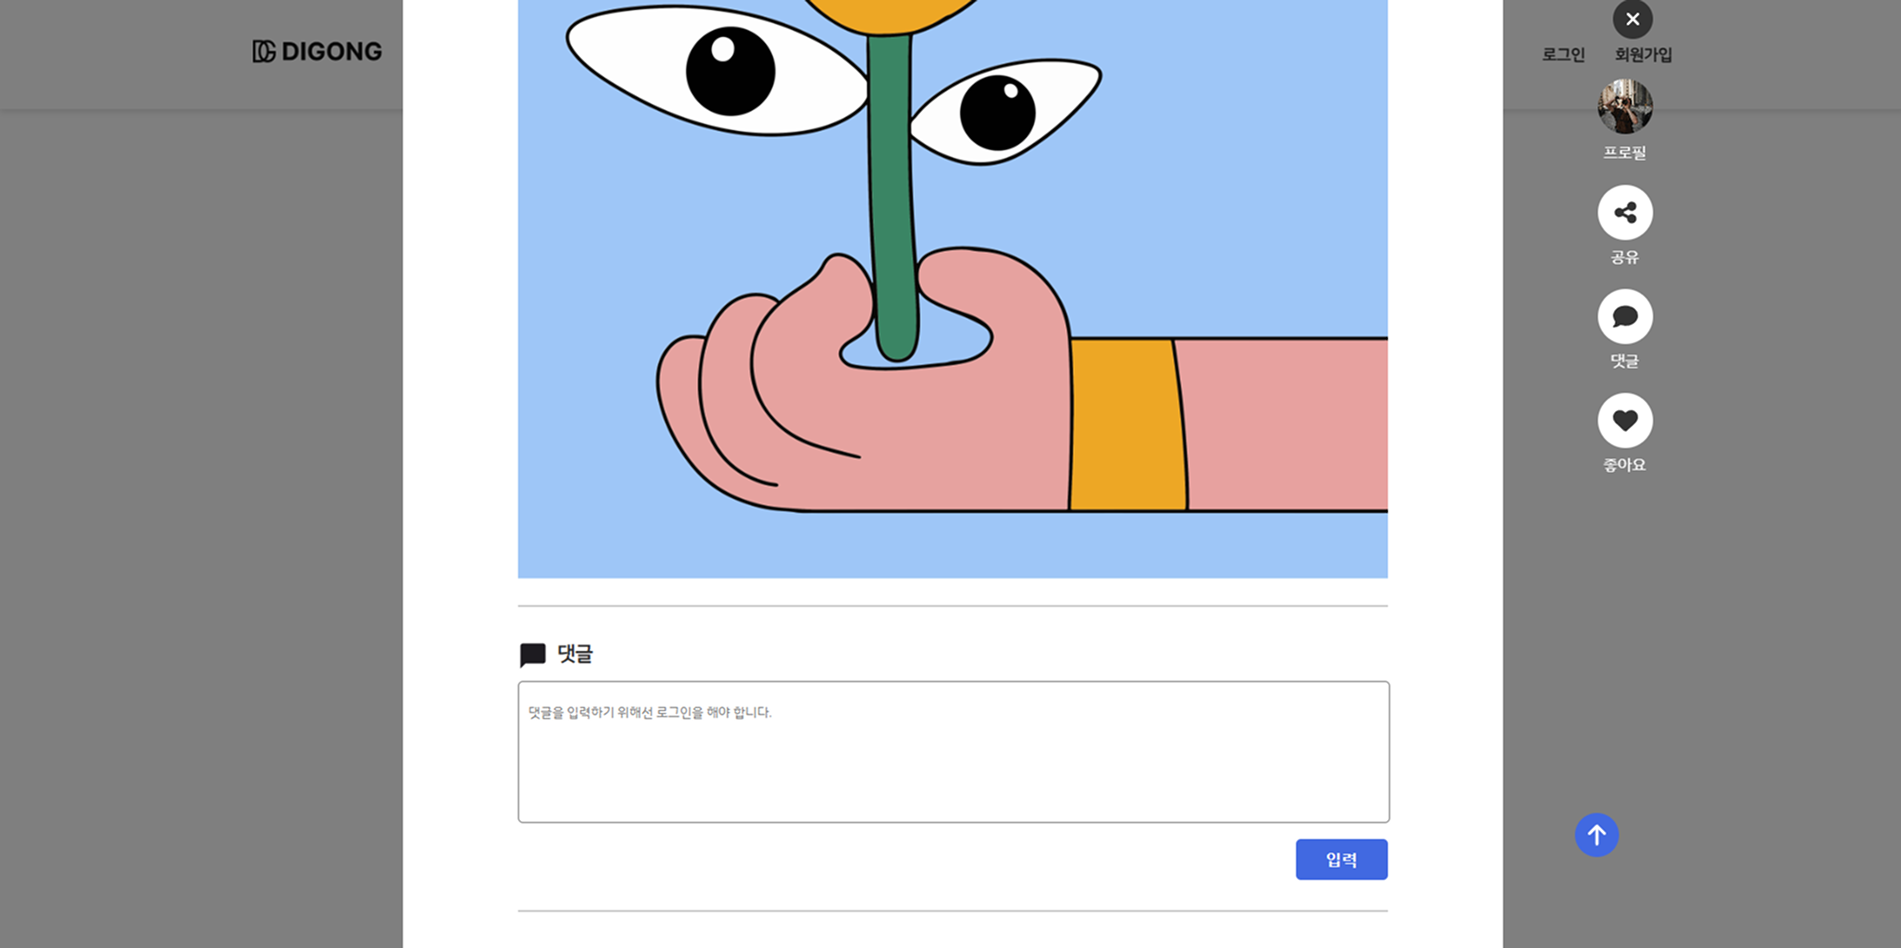 DG DIGONG
로그인
회원가입
프로필
공유
댓글
좋아요
댓글
댓글을 입력하기 위해선 로그인을 해야 합니다.
입력